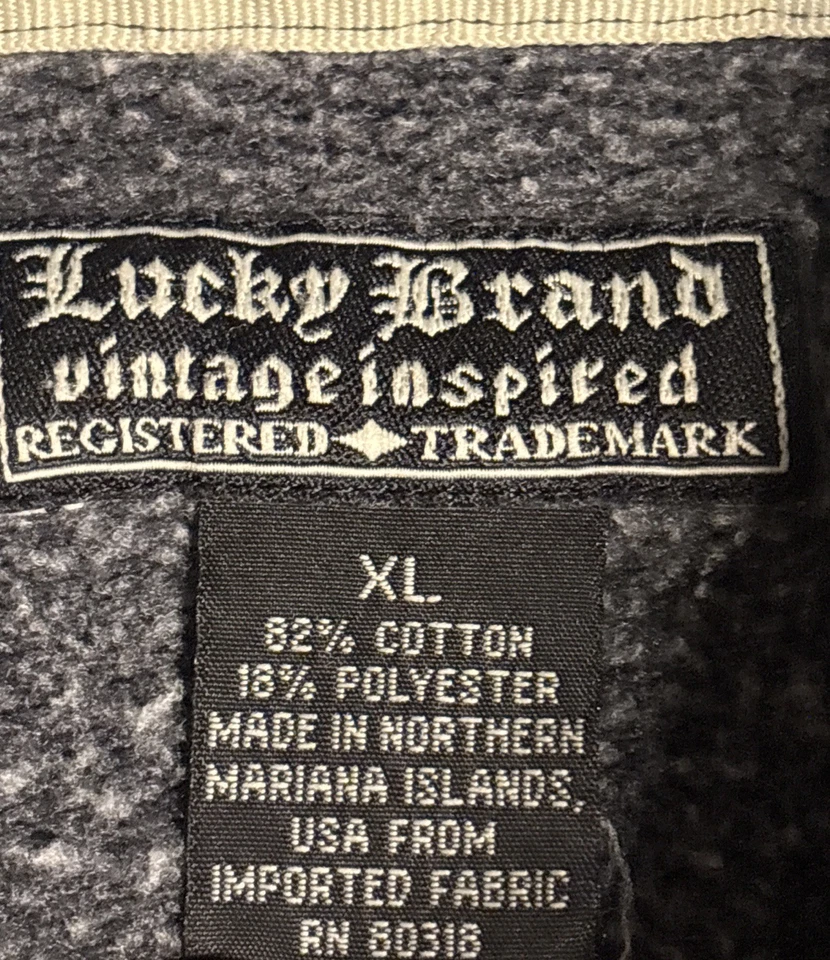 Lucky Brand
vintage inspired
REGISTERED TRADEMARK
XL
82% COTTON
18% POLYESTER
MADE IN NORTHERN
MARIANA ISLANDS,
USA FROM
IMPORTED FABRIC
RN 80318